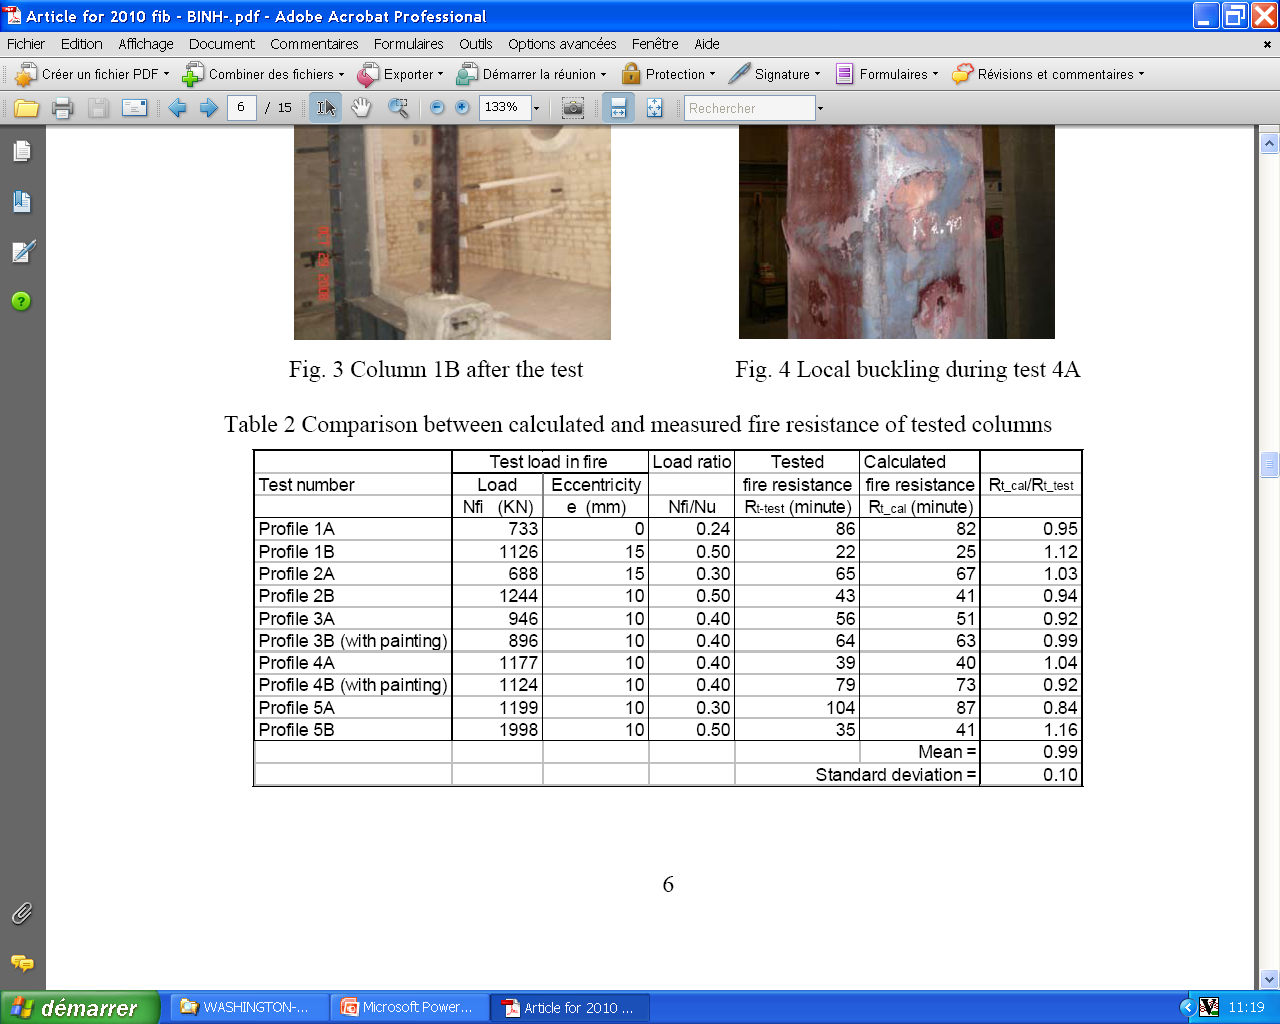 Article for 2010 fib - BINH-.pdf - Adobe Acrobat Professional
Fichier Edition Affichage Document Commentaires Formulaires Outils Options avancées Fenêtre Aide
Créer un fichier PDF Combiner des fichiers Exporter Démarrer la réunion Protection Signature Formulaires Révisions et commentaires
6 / 15 133% Rechercher
OCT 29 2008
Fig. 3 Column 1B after the test
Fig. 4 Local buckling during test 4A
Table 2 Comparison between calculated and measured fire resistance of tested columns
Test load in fire Load ratio Tested Calculated
Test number Load Eccentricity fire resistance fire resistance Rt_cal/Rt_test
Nfi (KN) e (mm) Nfi/Nu Rt-test (minute) Rt_cal (minute)
Profile 1A 733 0 0.24 86 82 0.95
Profile 1B 1126 15 0.50 22 25 1.12
Profile 2A 688 15 0.30 65 67 1.03
Profile 2B 1244 10 0.50 43 41 0.94
Profile 3A 946 10 0.40 56 51 0.92
Profile 3B (with painting) 896 10 0.40 64 63 0.99
Profile 4A 1177 10 0.40 39 40 1.04
Profile 4B (with painting) 1124 10 0.40 79 73 0.92
Profile 5A 1199 10 0.30 104 87 0.84
Profile 5B 1998 10 0.50 35 41 1.16
Mean = 0.99
Standard deviation = 0.10
6
démarrer WASHINGTON-... Microsoft Power... Article for 2010 ... 11:19